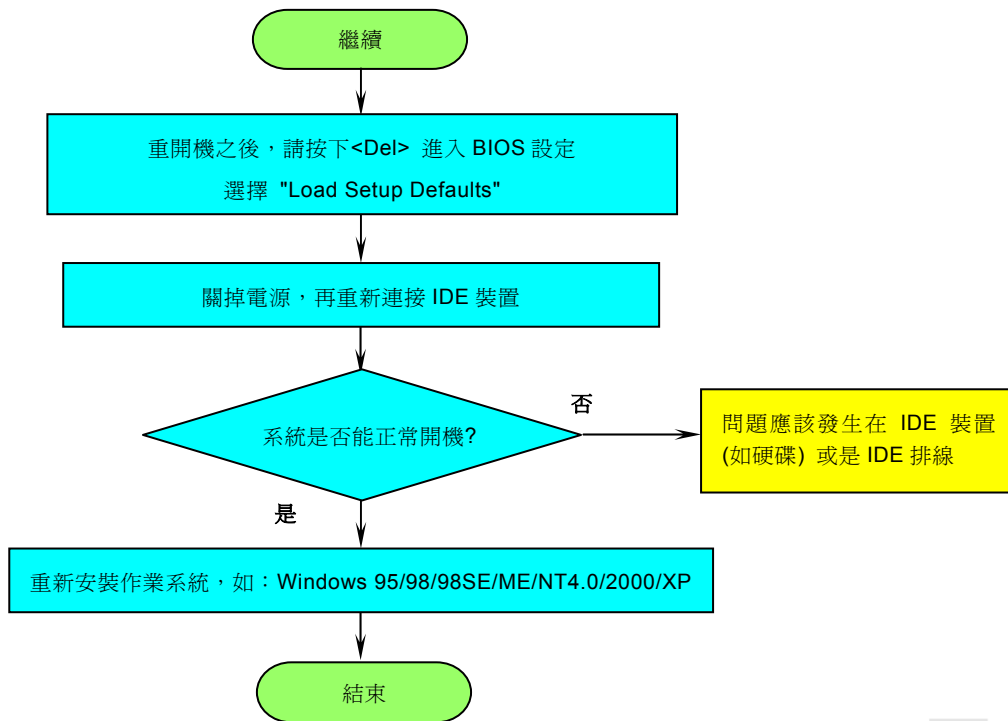 繼續
重開機之後，請按下<Del> 進入 BIOS 設定
選擇 "Load Setup Defaults"
關掉電源，再重新連接 IDE 裝置
系統是否能正常開機?
否
問題應該發生在 IDE 裝置
(如硬碟) 或是 IDE 排線
是
重新安裝作業系統，如：Windows 95/98/98SE/ME/NT4.0/2000/XP
結束